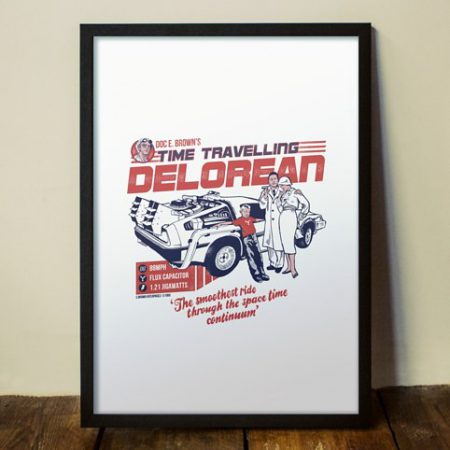 DOC E. BROWN'S
TIME TRAVELLING
DELOREAN
88MPH
FLUX CAPACITOR
1.21 JIGAWATTS
'The smoothest ride
through the space time
continuum'